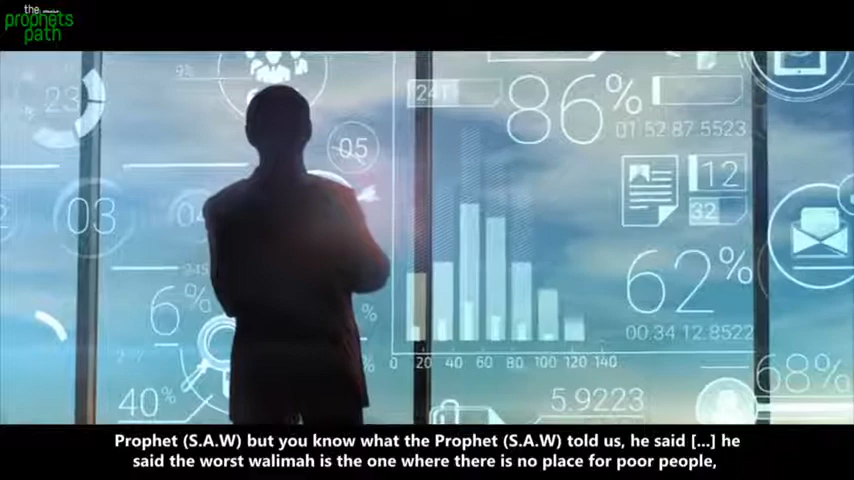 the
prophets
path
23
9%
241
86%
01 52 87 5523
05
12
32
03
62%
6%
00.34 12.8522
0 20 40 60 80 100 120 140
40%
5.9223
68%
Prophet (S.A.W) but you know what the Prophet (S.A.W) told us, he said [...] he
said the worst walimah is the one where there is no place for poor people,